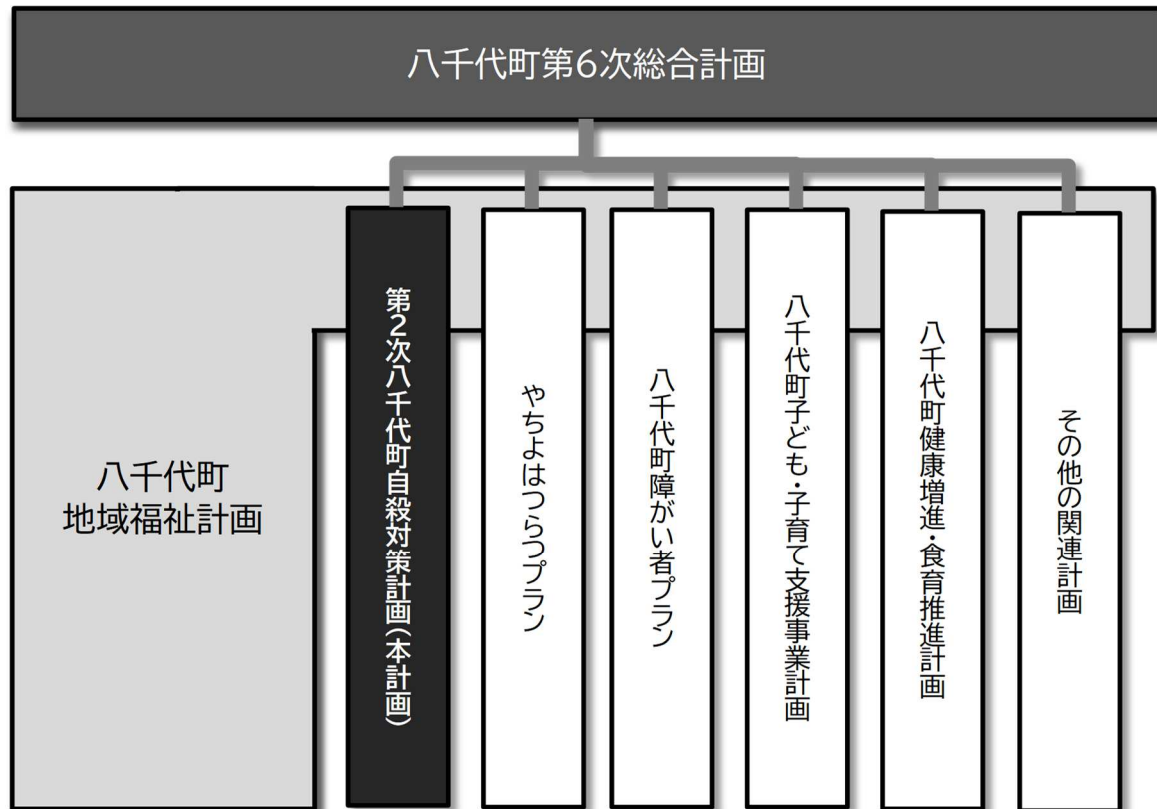 八千代町第6次総合計画
八千代町
地域福祉計画
第2次八千代町自殺対策計画(本計画)
やちよはつらつプラン
八千代町障がい者プラン
八千代町子ども・子育て支援事業計画
八千代町健康増進・食育推進計画
その他の関連計画